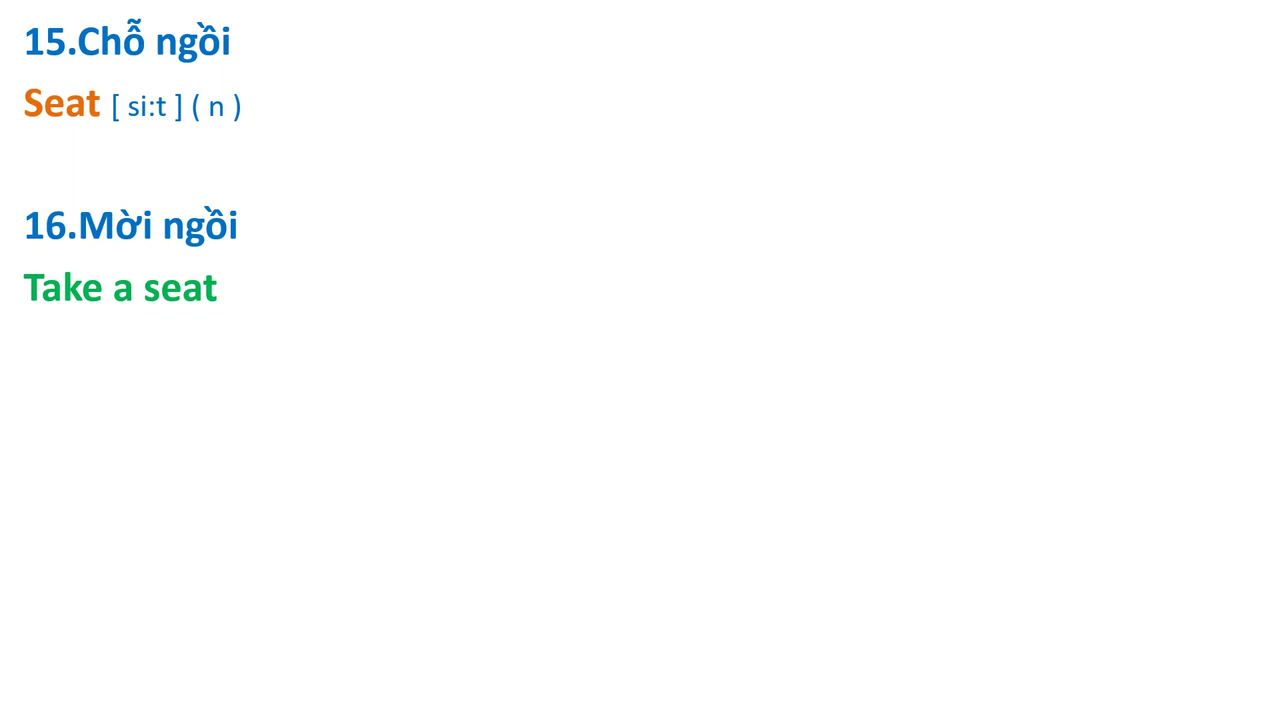 15.Chỗ ngồi
Seat [ si:t ] ( n )
16.Mời ngồi
Take a seat